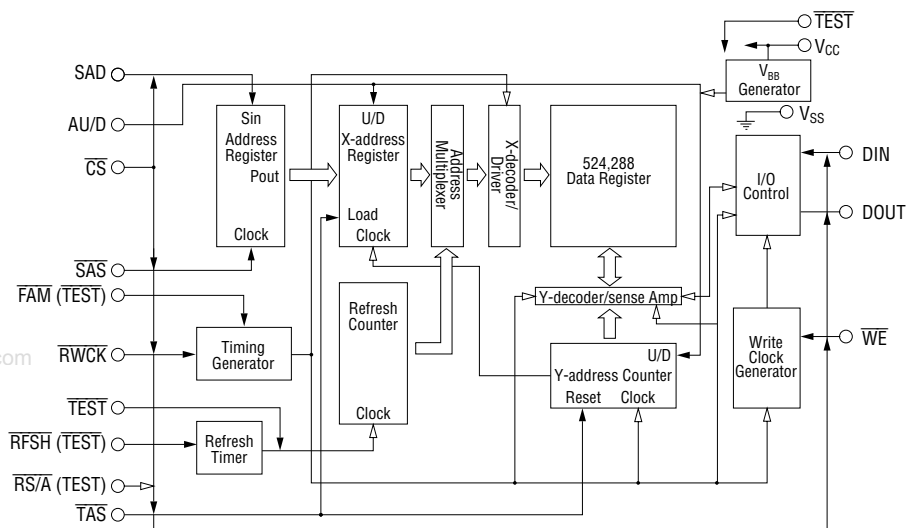 TEST
VCC
VBB
Generator
VSS
SAD
AU/D
CS
SAS
FAM (TEST)
RWCK
TEST
RFSH (TEST)
RS/A (TEST)
TAS
Sin
Address
Register
Pout
Clock
U/D
X-address
Register
Load
Clock
Address
Multiplexer
X-decoder/
Driver
524,288
Data Register
I/O
Control
DIN
DOUT
Y-decoder/sense Amp
Refresh
Counter
Clock
Timing
Generator
Refresh
Timer
U/D
Y-address Counter
Reset Clock
Write
Clock
Generator
WE
com